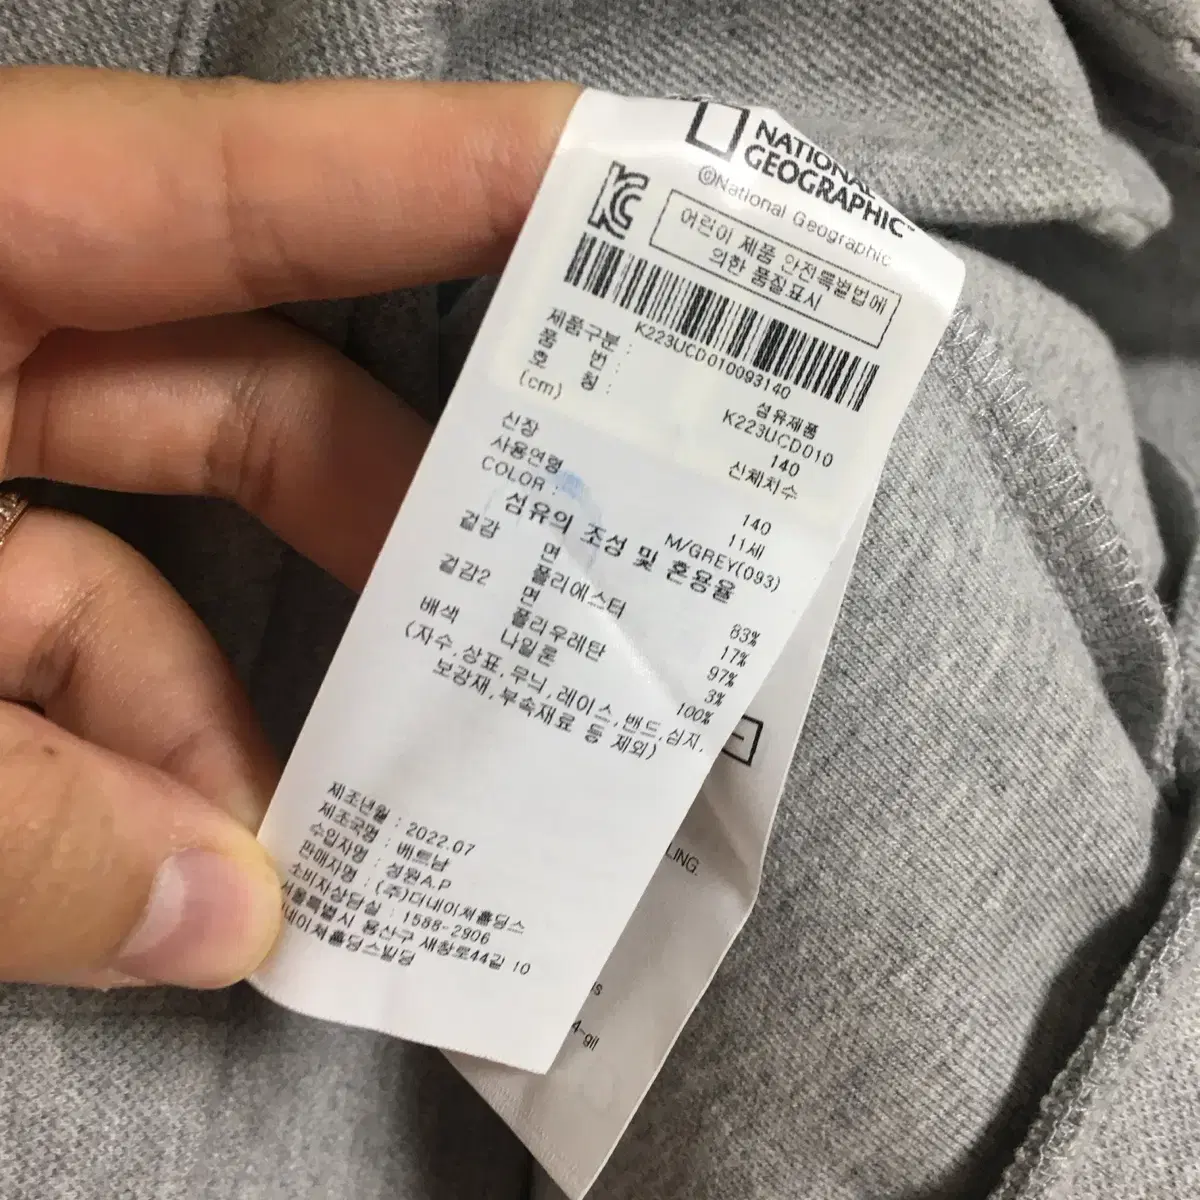 NATIONAL
GEOGRAPHIC
©National Geographic
어린이 제품 안전특별법에
의한 품질표시
K223UCD010093140
제품구분 : 섬유제품
품 번 : K223UCD010
호 칭 : 140
(cm) 신체치수
신장 140
사용연령 11세
COLOR : M/GREY(093)
섬유의 조성 및 혼용율
겉감 면 83%
폴리에스터 17%
겉감2 면 97%
폴리우레탄 3%
배색 나일론 100%
(자수,상표,무늬,레이스,밴드,심지,
보강재,부속재료 등 제외)
제조년월 : 2022.07
제조국명 : 베트남
수입자명 : 성원A.P
판매자명 : (주)더네이쳐홀딩스
소비자상담실 : 1588-2906
서울특별시 용산구 새창로44길 10
네이쳐홀딩스빌딩
LING.